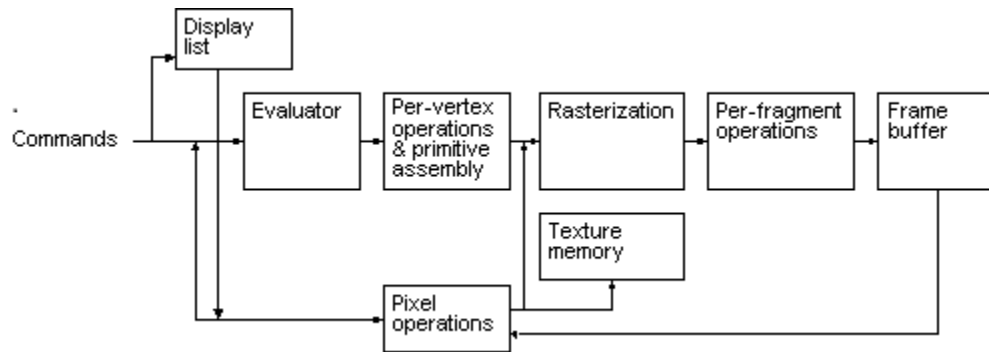 Display
list
Commands
Evaluator
Per-vertex
operations
& primitive
assembly
Rasterization
Per-fragment
operations
Frame
buffer
Texture
memory
Pixel
operations